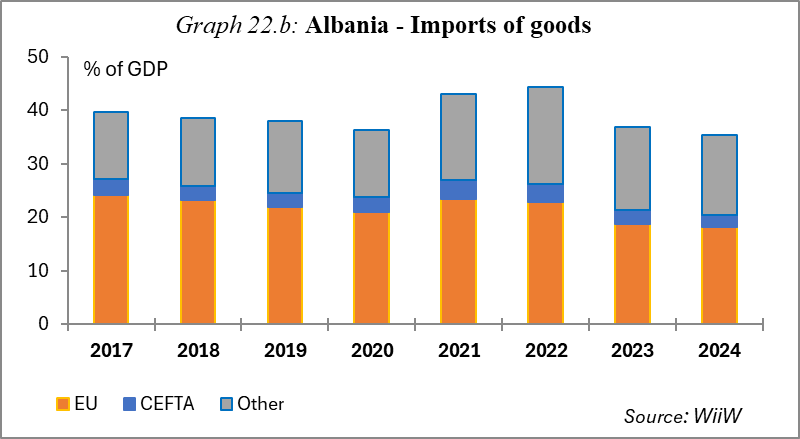 Graph 22.b: Albania - Imports of goods
% of GDP
50
40
30
20
10
0
2017 2018 2019 2020 2021 2022 2023 2024
EU CEFTA Other
Source: WiiW